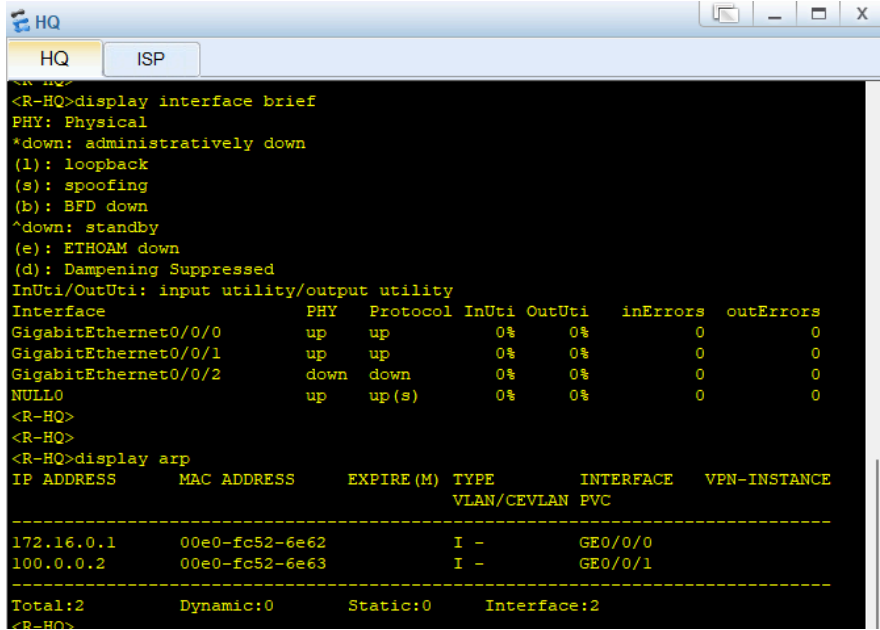 HQ
HQ ISP
<R-HQ>
<R-HQ>display interface brief
PHY: Physical
*down: administratively down
(l): loopback
(s): spoofing
(b): BFD down
^down: standby
(e): ETHOAM down
(d): Dampening Suppressed
InUti/OutUti: input utility/output utility
Interface PHY Protocol InUti OutUti inErrors outErrors
GigabitEthernet0/0/0 up up 0% 0% 0 0
GigabitEthernet0/0/1 up up 0% 0% 0 0
GigabitEthernet0/0/2 down down 0% 0% 0 0
NULL0 up up(s) 0% 0% 0 0
<R-HQ>
<R-HQ>
<R-HQ>display arp
IP ADDRESS MAC ADDRESS EXPIRE(M) TYPE INTERFACE VPN-INSTANCE
VLAN/CEVLAN PVC
------------------------------------------------------------------------------
172.16.0.1 00e0-fc52-6e62 I - GE0/0/0
100.0.0.2 00e0-fc52-6e63 I - GE0/0/1
------------------------------------------------------------------------------
Total:2 Dynamic:0 Static:0 Interface:2
<R-HQ>